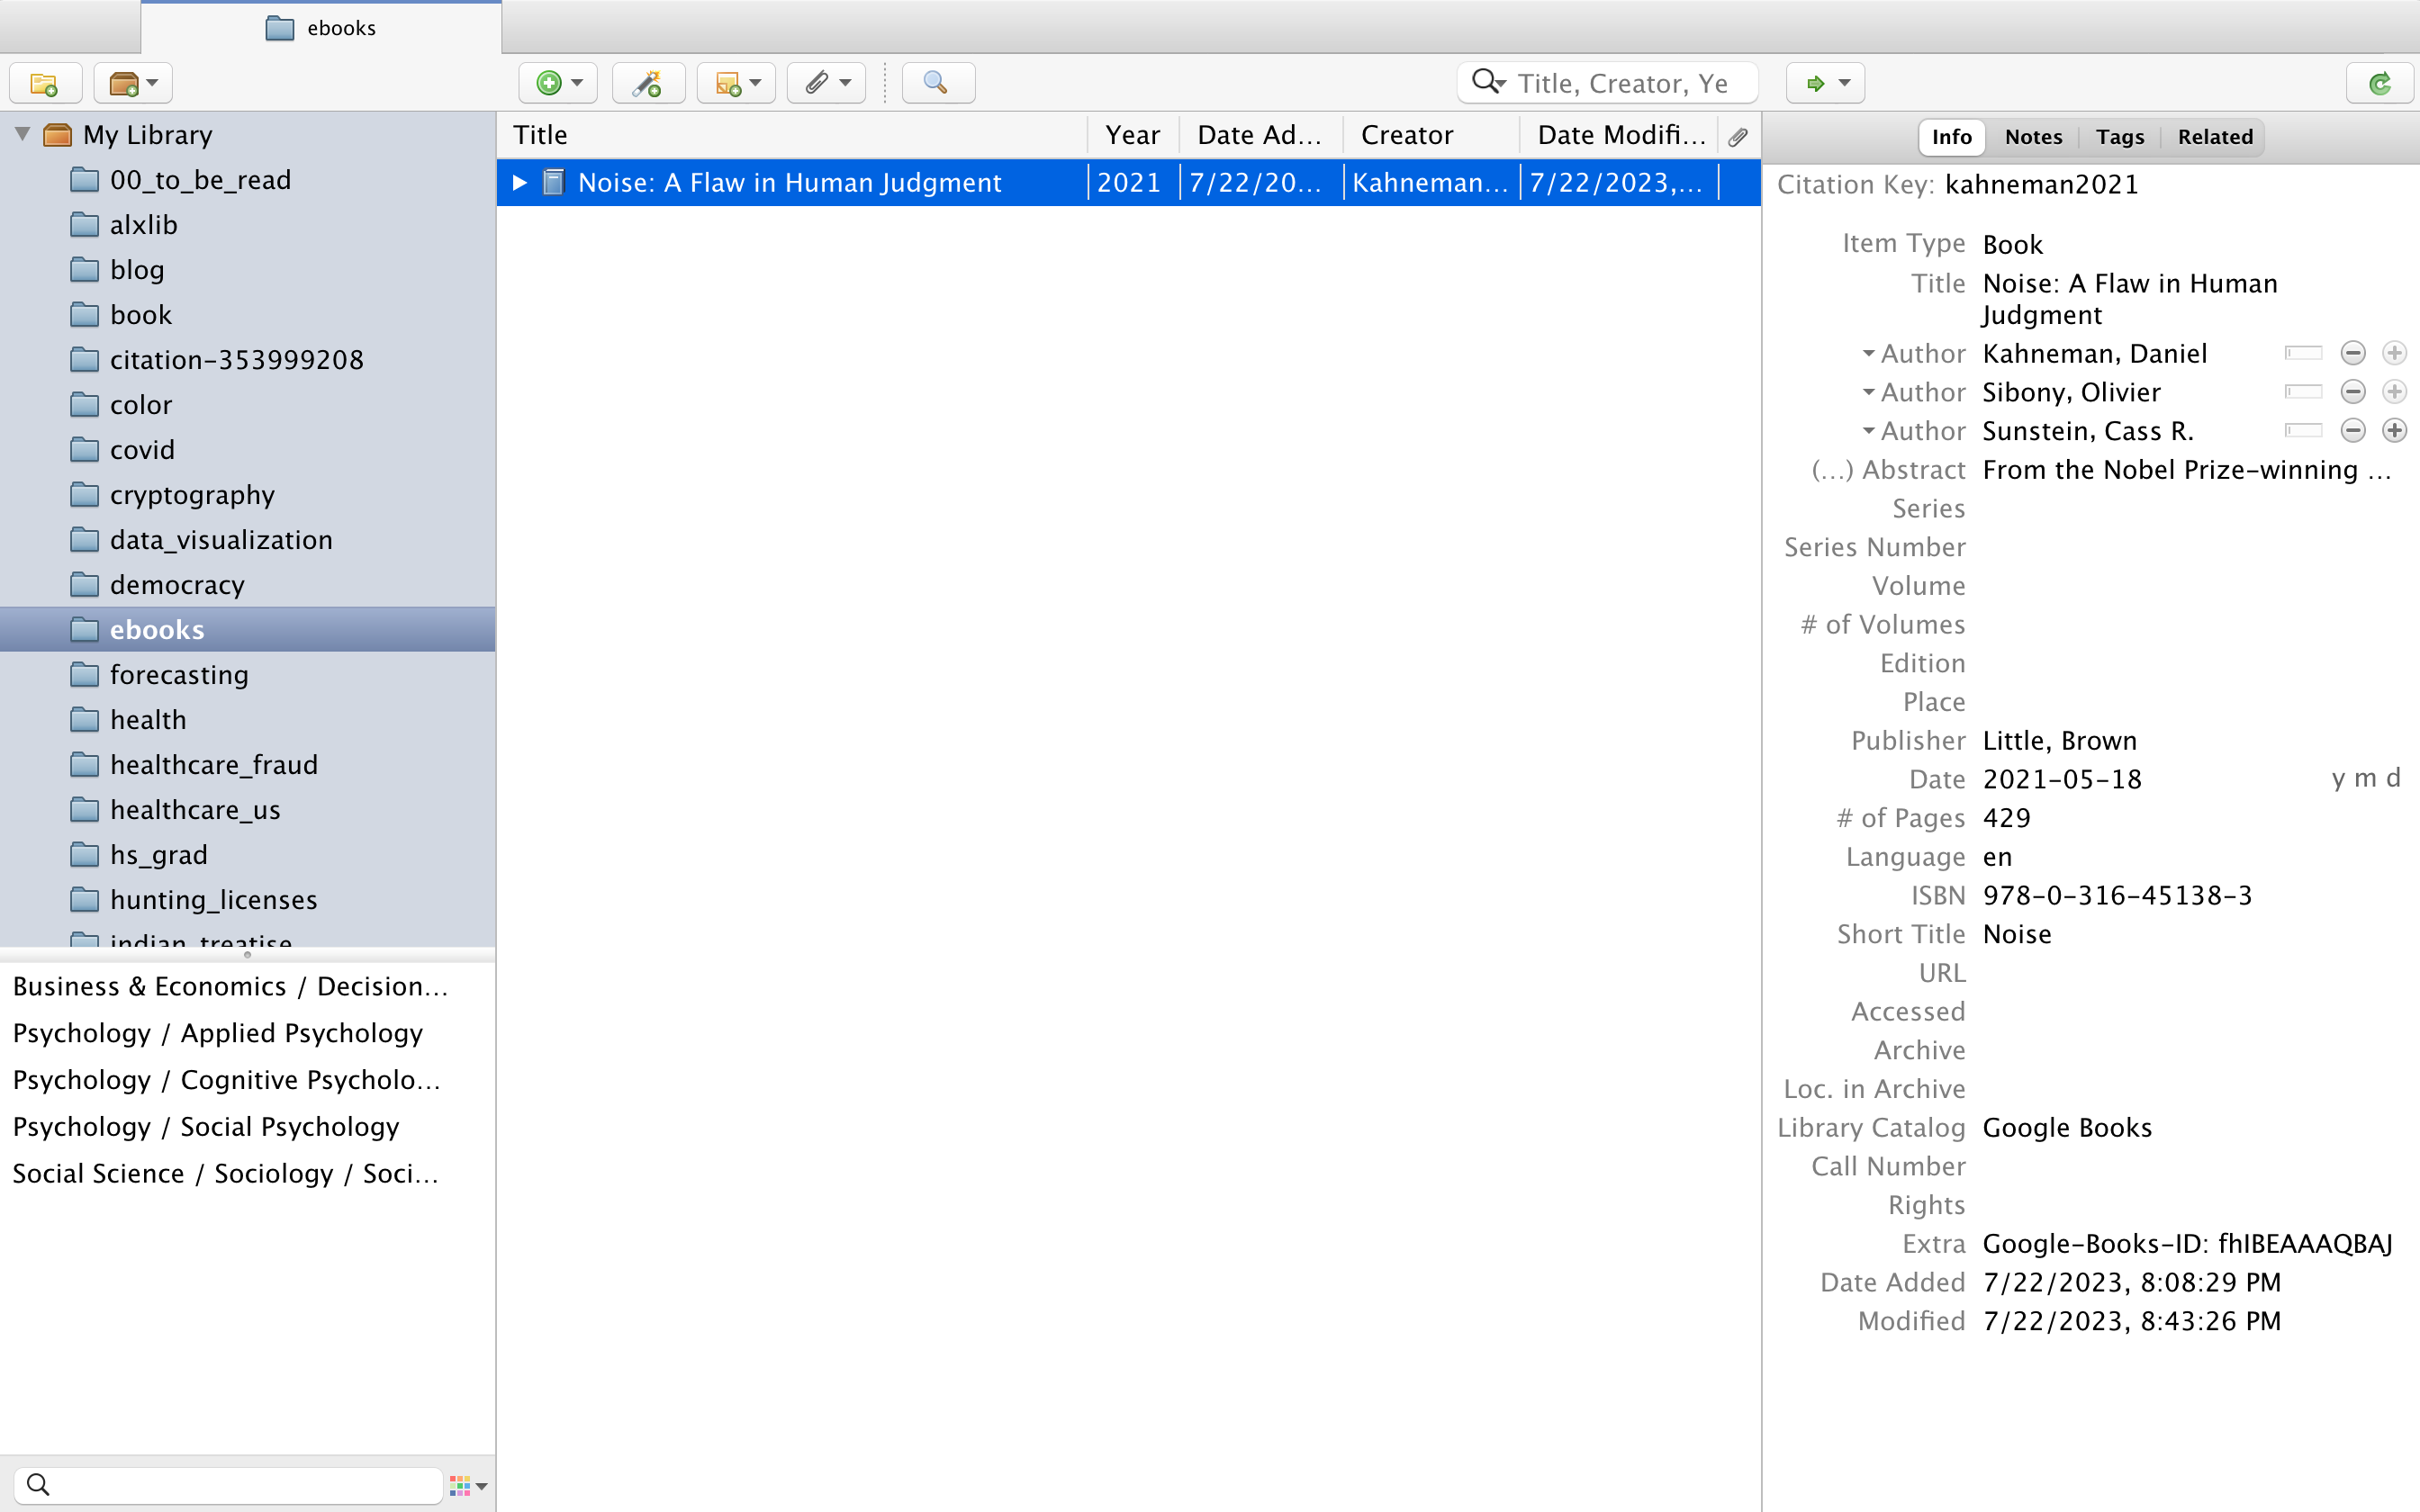 ebooks
Title, Creator, Ye
My Library
00_to_be_read
alxlib
blog
book
citation-353999208
color
covid
cryptography
data_visualization
democracy
ebooks
forecasting
health
healthcare_fraud
healthcare_us
hs_grad
hunting_licenses
indian_treatise
Business & Economics / Decision...
Psychology / Applied Psychology
Psychology / Cognitive Psycholo...
Psychology / Social Psychology
Social Science / Sociology / Soci...
Title Year Date Ad... Creator Date Modifi...
Noise: A Flaw in Human Judgment 2021 7/22/20... Kahneman... 7/22/2023,...
Info Notes Tags Related
Citation Key: kahneman2021
Item Type Book
Title Noise: A Flaw in Human
Judgment
Author Kahneman, Daniel
Author Sibony, Olivier
Author Sunstein, Cass R.
(...) Abstract From the Nobel Prize-winning ...
Series
Series Number
Volume
# of Volumes
Edition
Place
Publisher Little, Brown
Date 2021-05-18 y m d
# of Pages 429
Language en
ISBN 978-0-316-45138-3
Short Title Noise
URL
Accessed
Archive
Loc. in Archive
Library Catalog Google Books
Call Number
Rights
Extra Google-Books-ID: fhIBEAAAQBAJ
Date Added 7/22/2023, 8:08:29 PM
Modified 7/22/2023, 8:43:26 PM